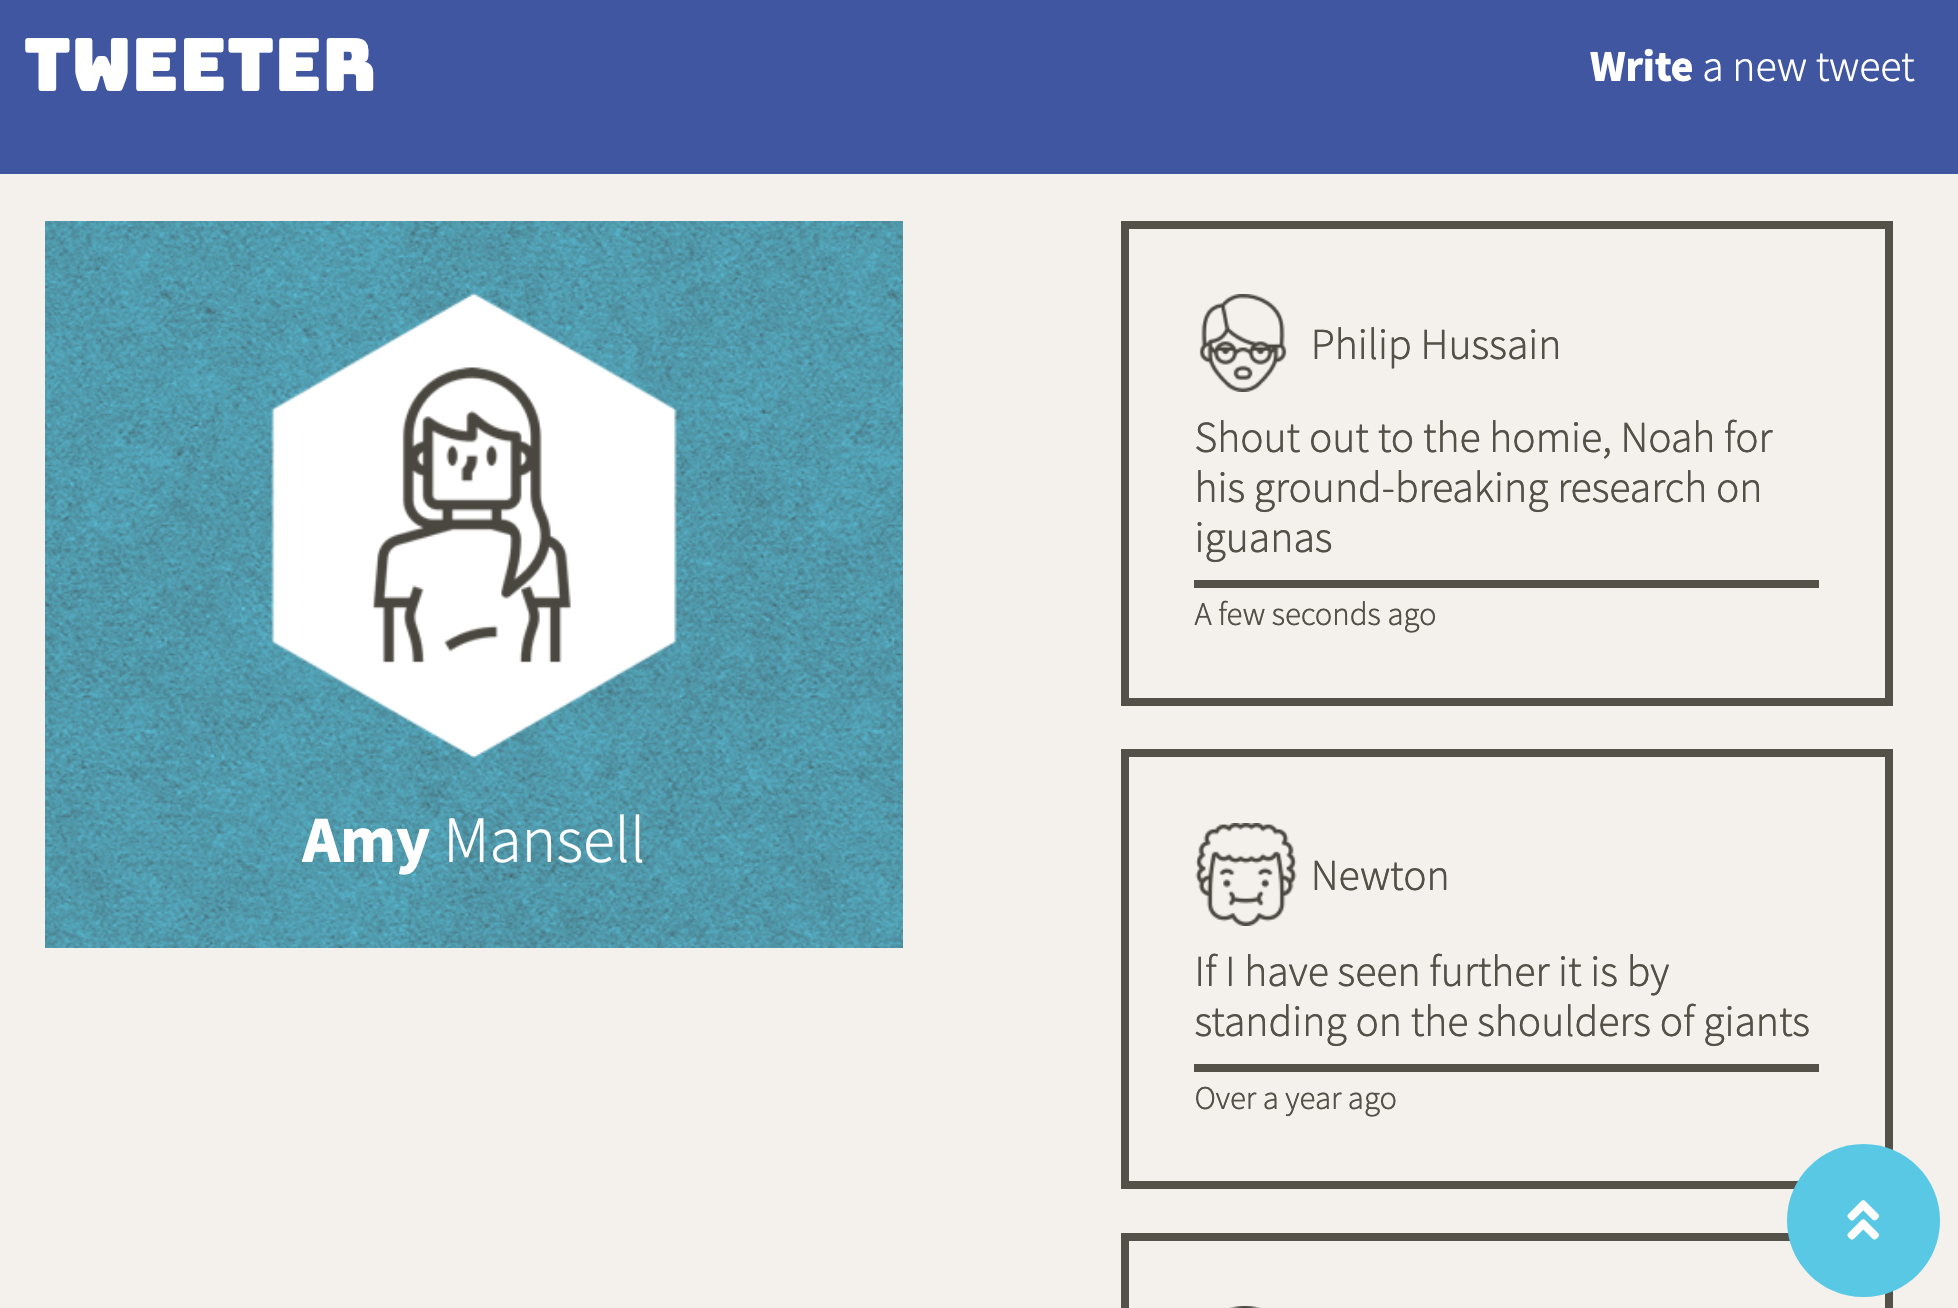 TWEETER
Write a new tweet
Amy Mansell
Philip Hussain
Shout out to the homie, Noah for
his ground-breaking research on
iguanas
A few seconds ago
Newton
If I have seen further it is by
standing on the shoulders of giants
Over a year ago